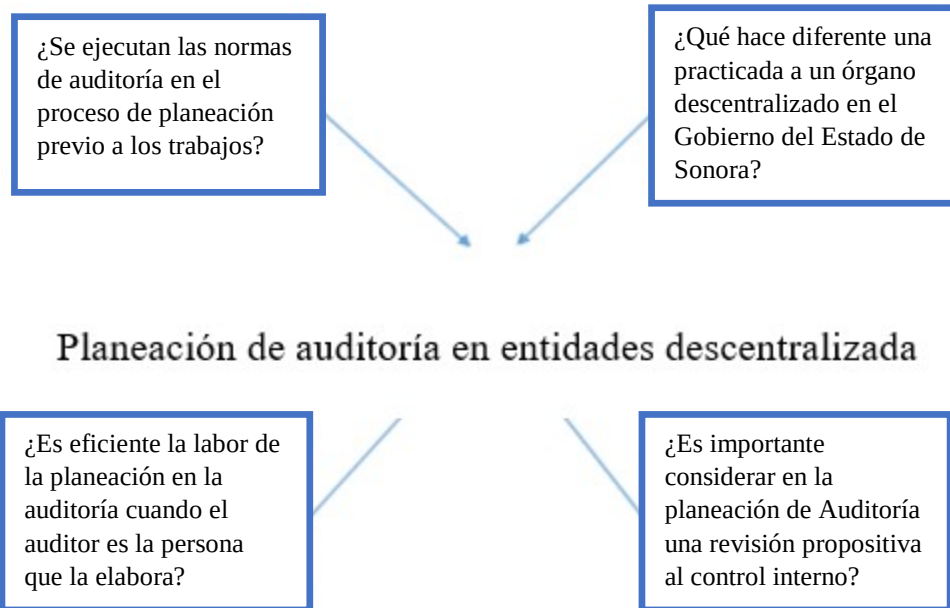 ¿Se ejecutan las normas
de auditoría en el
proceso de planeación
previo a los trabajos?
¿Qué hace diferente una
practicada a un órgano
descentralizado en el
Gobierno del Estado de
Sonora?
Planeación de auditoría en entidades descentralizada
¿Es eficiente la labor de
la planeación en la
auditoría cuando el
auditor es la persona
que la elabora?
¿Es importante
considerar en la
planeación de Auditoría
una revisión propositiva
al control interno?